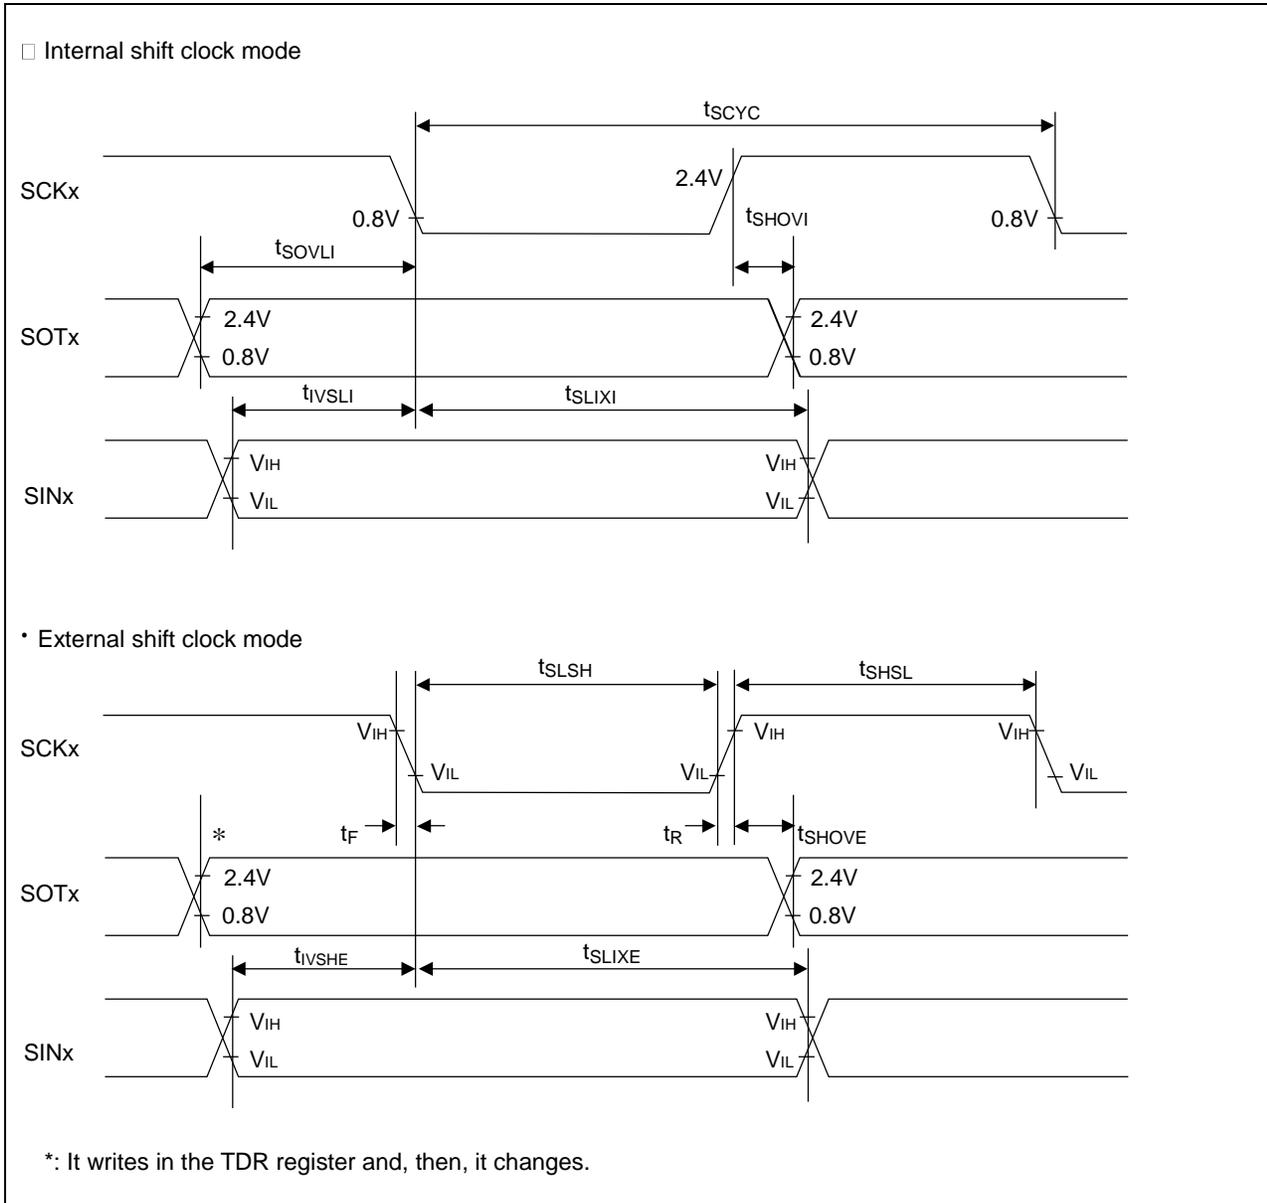 □ Internal shift clock mode
tSCYC
SCKx
2.4V
0.8V
tSHOVI
0.8V
tSOVLI
SOTx
2.4V
2.4V
0.8V
0.8V
tIVSLI
tSLIXI
SINx
VIH
VIH
VIL
VIL
• External shift clock mode
tSLSH
tSHSL
SCKx
VIH
VIH
VIH
VIL
VIL
VIL
*
tF
tR
tSHOVE
SOTx
2.4V
2.4V
0.8V
0.8V
tIVSHE
tSLIXE
SINx
VIH
VIH
VIL
VIL
*: It writes in the TDR register and, then, it changes.